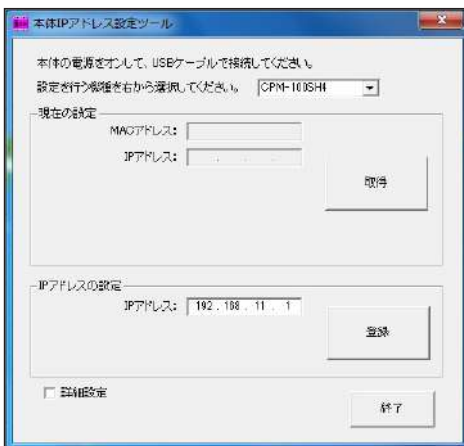 本体IPアドレス設定ツール
本体の電源をオンして、USBケーブルで接続してください。
設定を行う機種を右から選択してください。 CPM-100SH4
現在の設定
MACアドレス:
IPアドレス: . . .
取得
IPアドレスの設定
IPアドレス: 192 . 168 . 11 . 1
登録
詳細設定
終了